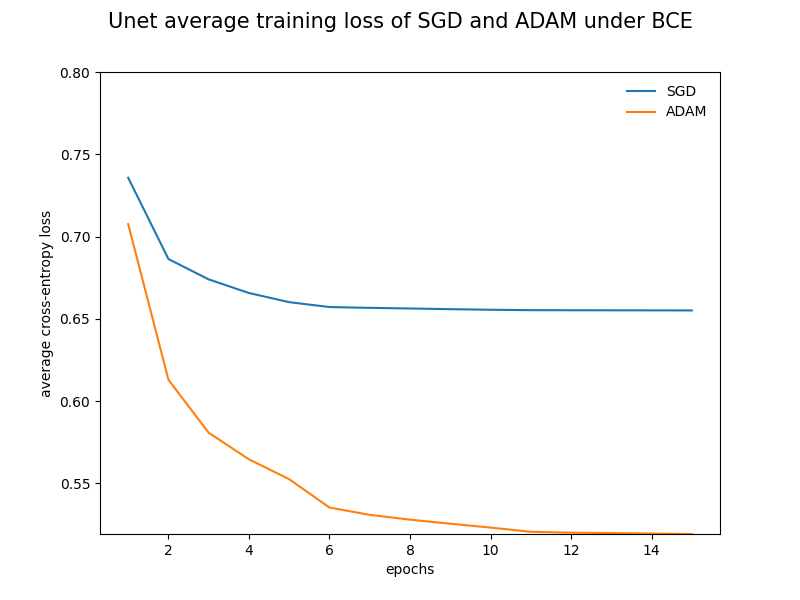 Unet average training loss of SGD and ADAM under BCE
0.80
0.75
0.70
0.65
0.60
0.55
average cross-entropy loss
SGD
ADAM
2 4 6 8 10 12 14
epochs